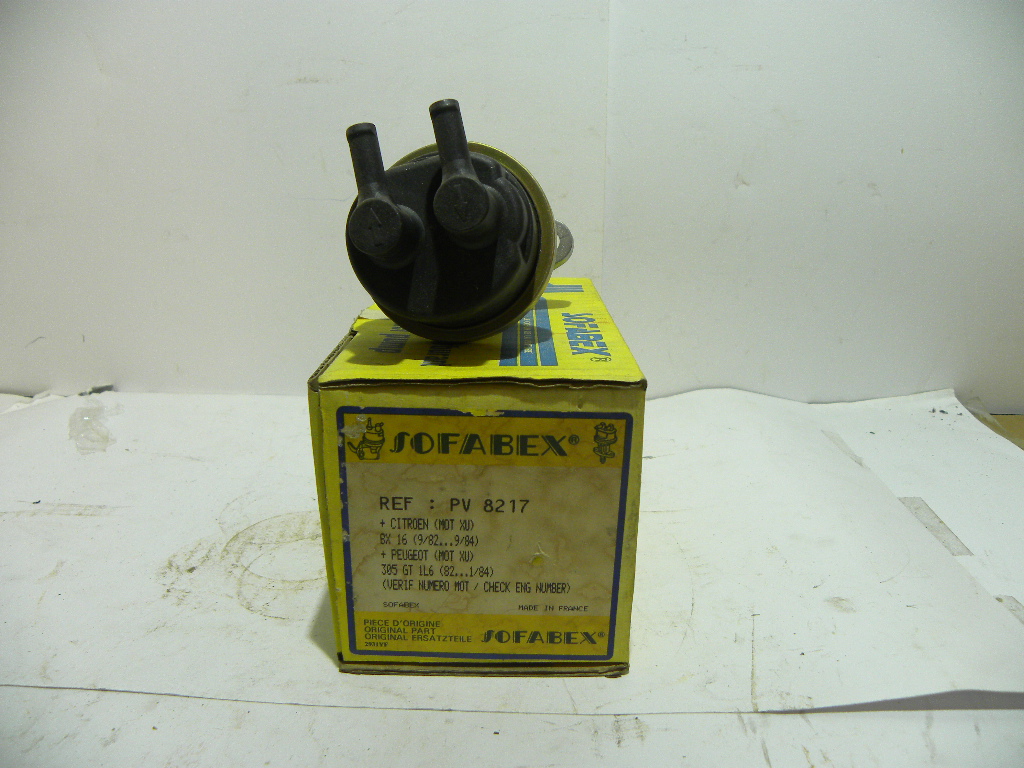 SOFABEX®
SOFABEX®
REF : PV 8217
+ CITROEN (MOT XU)
BX 16 (9/82...9/84)
+ PEUGEOT (MOT XU)
305 GT 1L6 (82...1/84)
(VERIF NUMERO MOT / CHECK ENG NUMBER)
SOFABEX MADE IN FRANCE
PIECE D'ORIGINE
ORIGINAL PART
ORIGINAL ERSATZTEILE
SOFABEX®